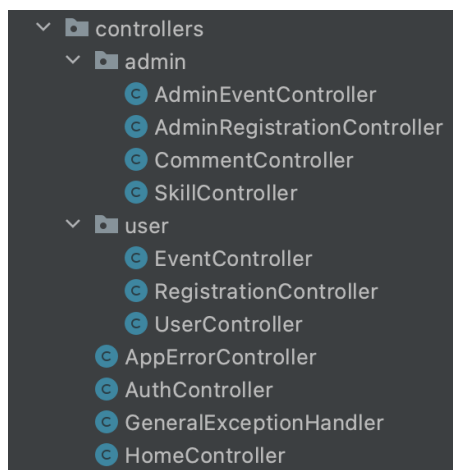 controllers
admin
AdminEventController
AdminRegistrationController
CommentController
SkillController
user
EventController
RegistrationController
UserController
AppErrorController
AuthController
GeneralExceptionHandler
HomeController